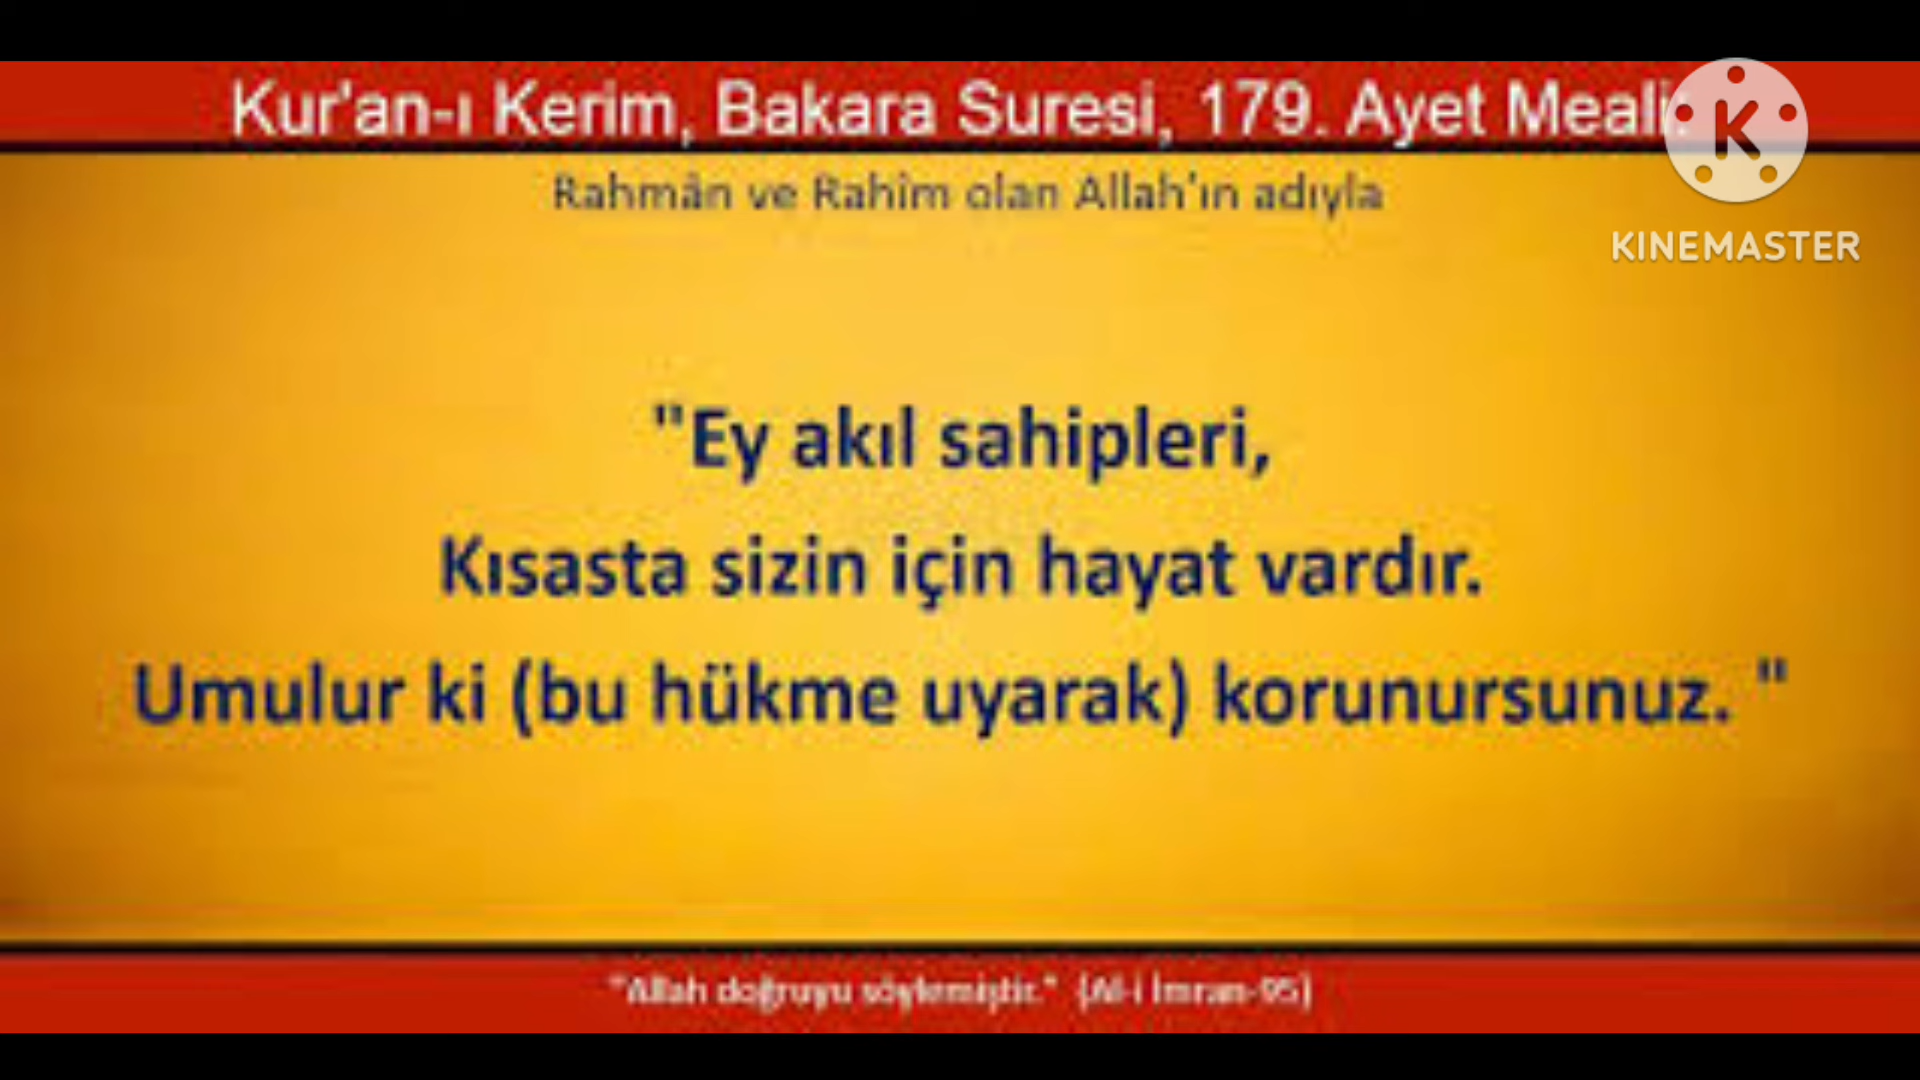 Kur'an-ı Kerim, Bakara Suresi, 179. Ayet Meali:
Rahmân ve Rahîm olan Allah'ın adıyla
K
KINEMASTER
"Ey akıl sahipleri,
Kısasta sizin için hayat vardır.
Umulur ki (bu hükme uyarak) korunursunuz. "
"Allah doğruyu söylemiştir." (Al-i İmran-95)